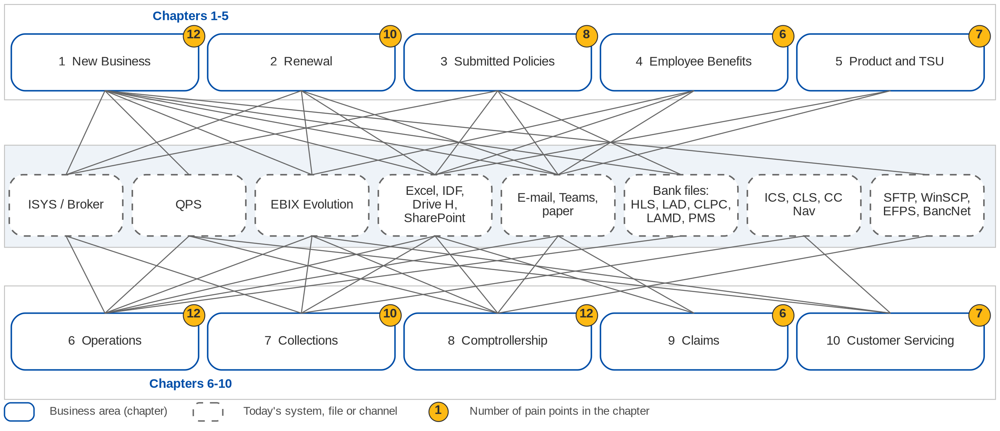 Chapters 1-5
12
10
8
6
7
1 New Business
2 Renewal
3 Submitted Policies
4 Employee Benefits
5 Product and TSU
ISYS / Broker
QPS
EBIX Evolution
Excel, IDF,
Drive H,
SharePoint
E-mail, Teams,
paper
Bank files:
HLS, LAD, CLPC,
LAMD, PMS
ICS, CLS, CC
Nav
SFTP, WinSCP,
EFPS, BancNet
12
10
12
6
7
6 Operations
7 Collections
8 Comptrollership
9 Claims
10 Customer Servicing
Chapters 6-10
Business area (chapter)
Today's system, file or channel
1
Number of pain points in the chapter